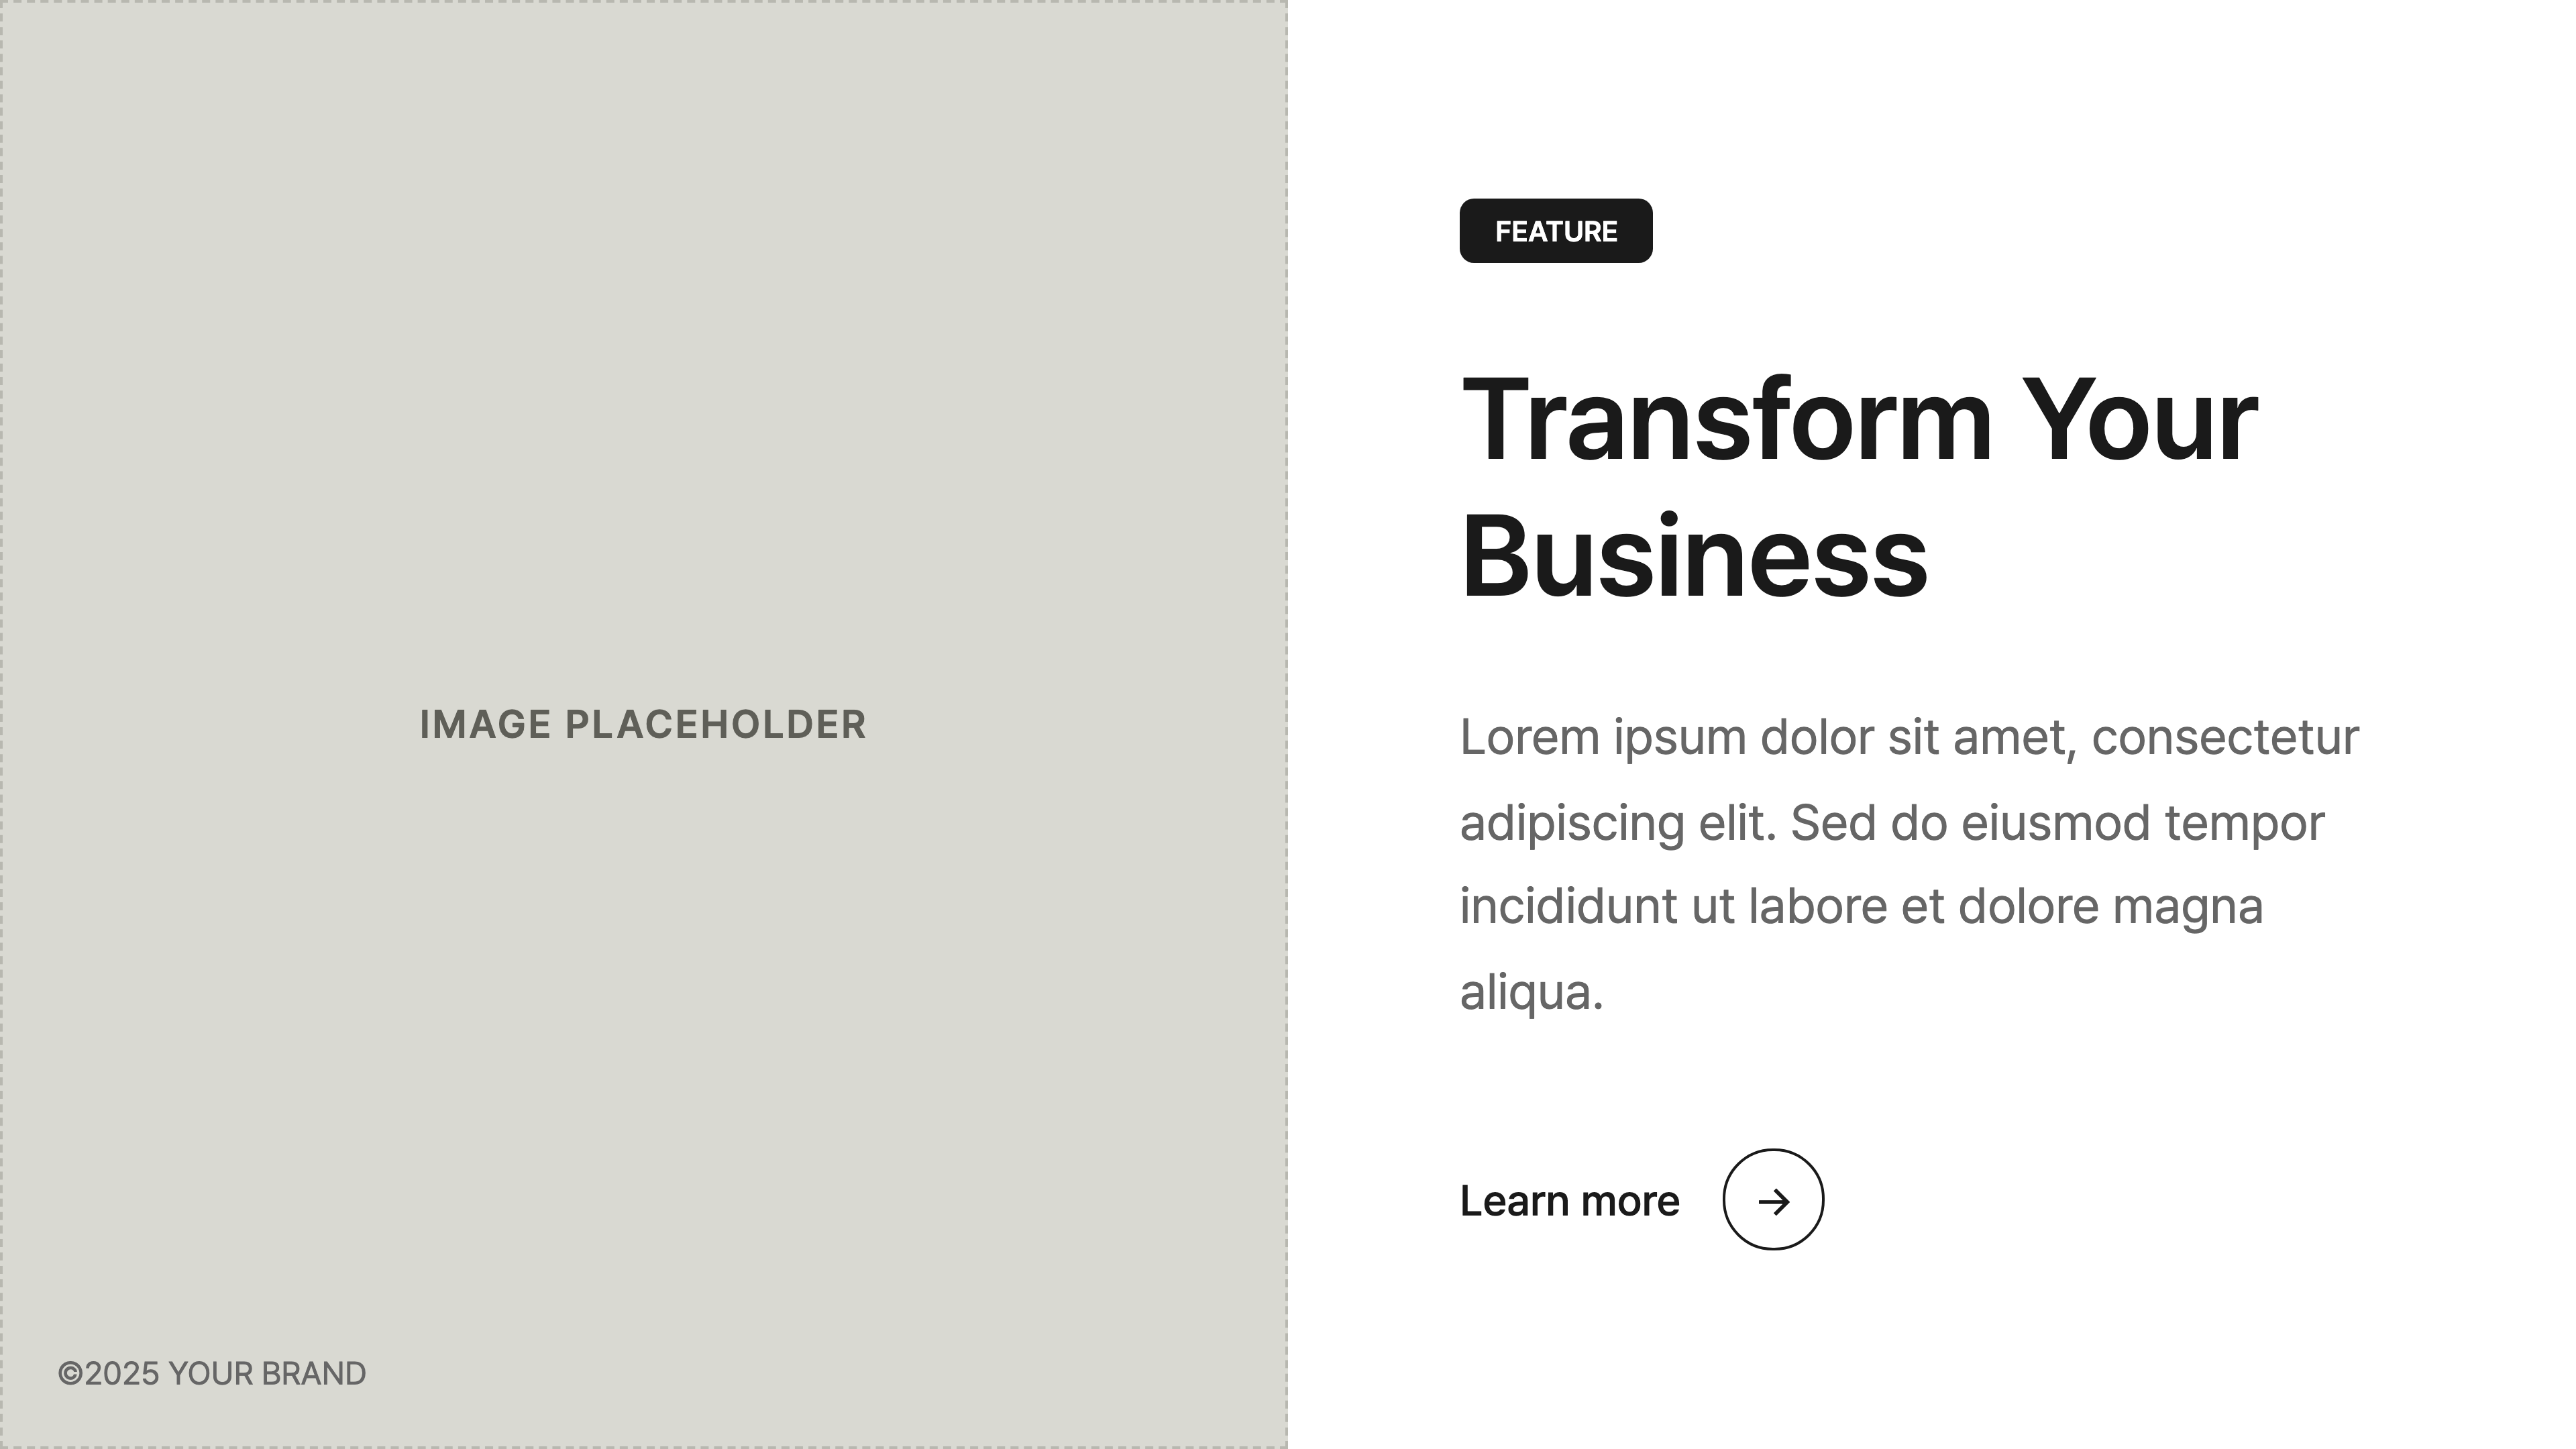 IMAGE PLACEHOLDER
©2025 YOUR BRAND
FEATURE
Transform Your
Business
Lorem ipsum dolor sit amet, consectetur
adipiscing elit. Sed do eiusmod tempor
incididunt ut labore et dolore magna
aliqua.
Learn more →